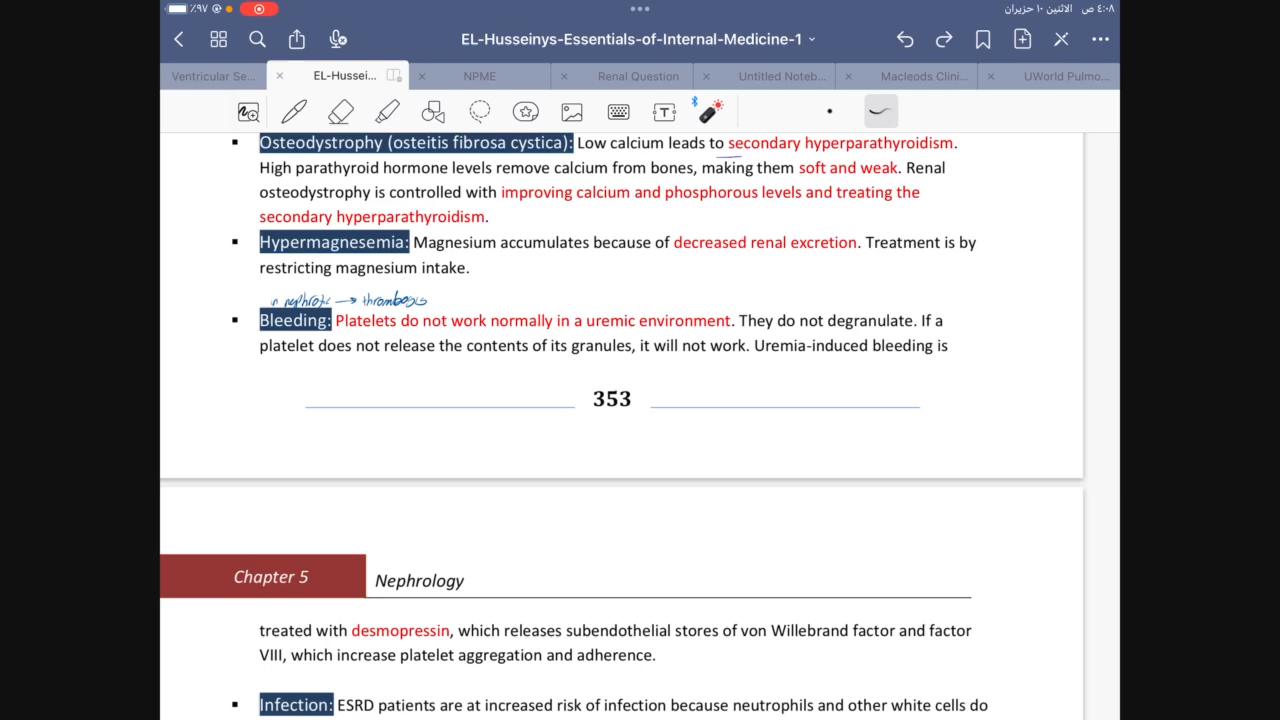 ٪٩٧
الاثنين ١٠ حزيران ٤:٠٨ ص
EL-Husseinys-Essentials-of-Internal-Medicine-1
Ventricular Se...
EL-Hussei...
NPME
Renal Question
Untitled Noteb...
Macleods Clini...
UWorld Pulmo...
▪ Osteodystrophy (osteitis fibrosa cystica): Low calcium leads to secondary hyperparathyroidism.
High parathyroid hormone levels remove calcium from bones, making them soft and weak. Renal
osteodystrophy is controlled with improving calcium and phosphorous levels and treating the
secondary hyperparathyroidism.
▪ Hypermagnesemia: Magnesium accumulates because of decreased renal excretion. Treatment is by
restricting magnesium intake.
in nephrotic → thrombosis
▪ Bleeding: Platelets do not work normally in a uremic environment. They do not degranulate. If a
platelet does not release the contents of its granules, it will not work. Uremia-induced bleeding is
353
Chapter 5
Nephrology
treated with desmopressin, which releases subendothelial stores of von Willebrand factor and factor
VIII, which increase platelet aggregation and adherence.
▪ Infection: ESRD patients are at increased risk of infection because neutrophils and other white cells do